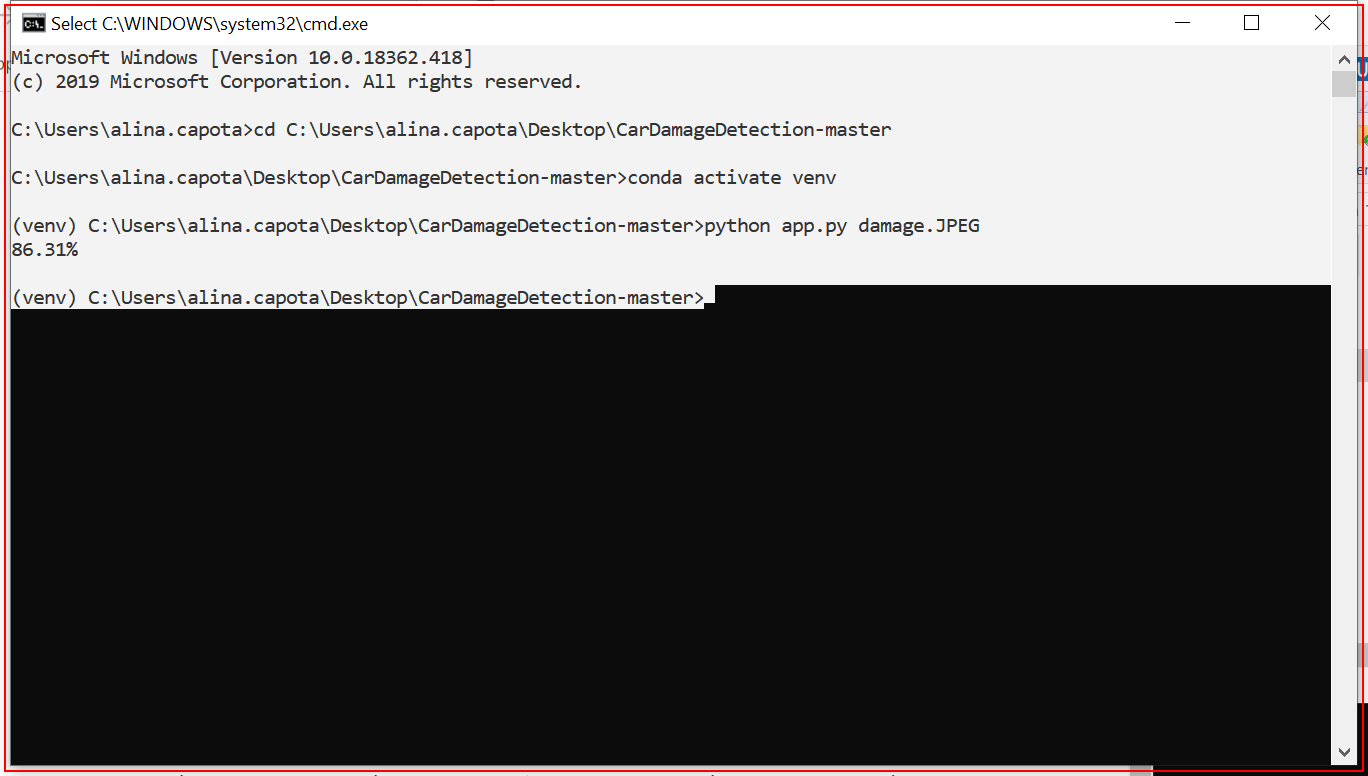 Select C:\WINDOWS\system32\cmd.exe
Microsoft Windows [Version 10.0.18362.418]
(c) 2019 Microsoft Corporation. All rights reserved.
C:\Users\alina.capota>cd C:\Users\alina.capota\Desktop\CarDamageDetection-master
C:\Users\alina.capota\Desktop\CarDamageDetection-master>conda activate venv
(venv) C:\Users\alina.capota\Desktop\CarDamageDetection-master>python app.py damage.JPEG
86.31%
(venv) C:\Users\alina.capota\Desktop\CarDamageDetection-master>